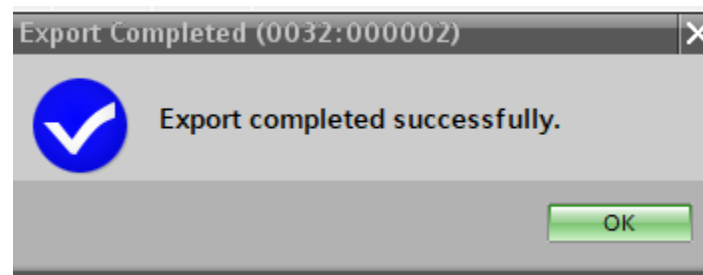 Export Completed (0032:000002)
Export completed successfully.
OK